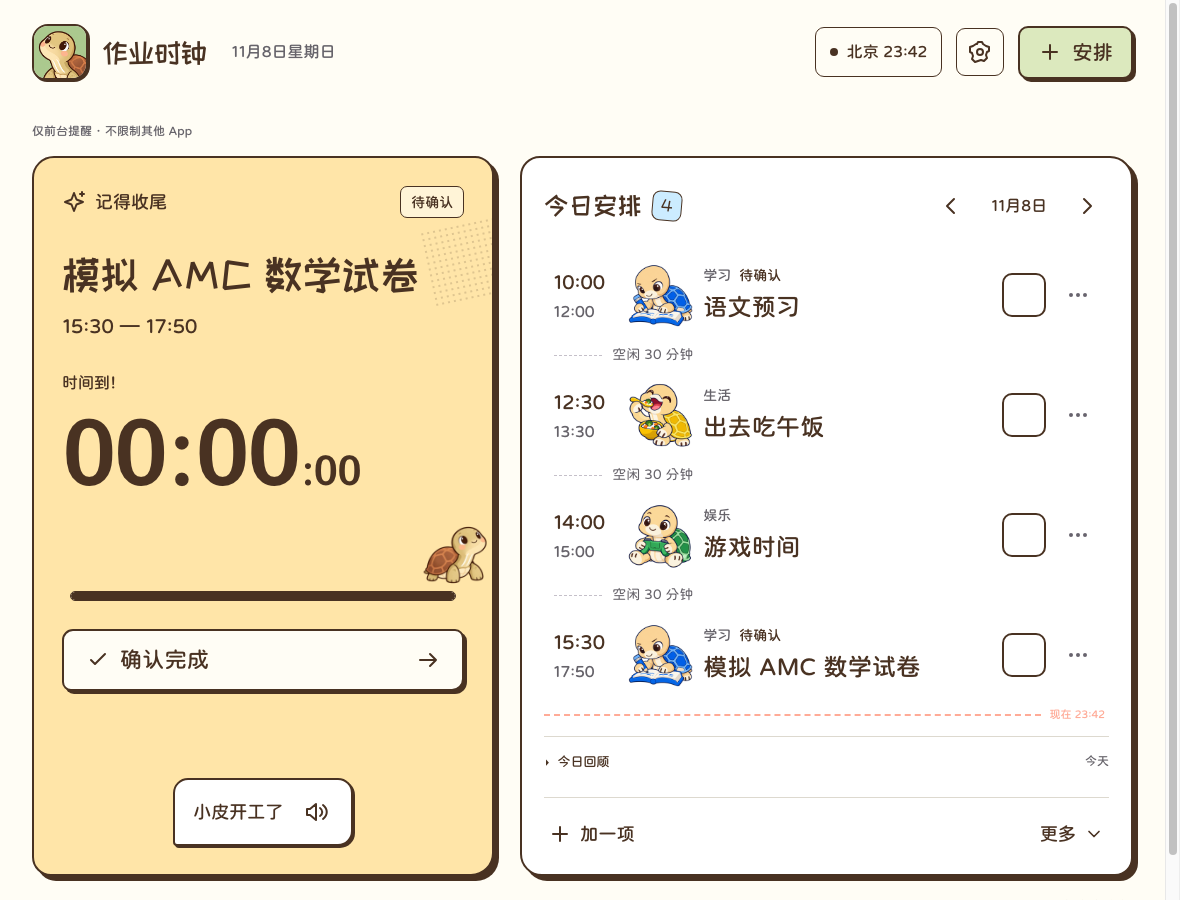 作业时钟
11月8日星期日
北京 23:42
安排
仅前台提醒 · 不限制其他 App
记得收尾
待确认
模拟 AMC 数学试卷
15:30 — 17:50
时间到!
00:00:00
确认完成
小皮开工了
今日安排 4
11月8日
10:00
12:00
学习 待确认
语文预习
空闲 30 分钟
12:30
13:30
生活
出去吃午饭
空闲 30 分钟
14:00
15:00
娱乐
游戏时间
空闲 30 分钟
15:30
17:50
学习 待确认
模拟 AMC 数学试卷
现在 23:42
今日回顾
今天
加一项
更多